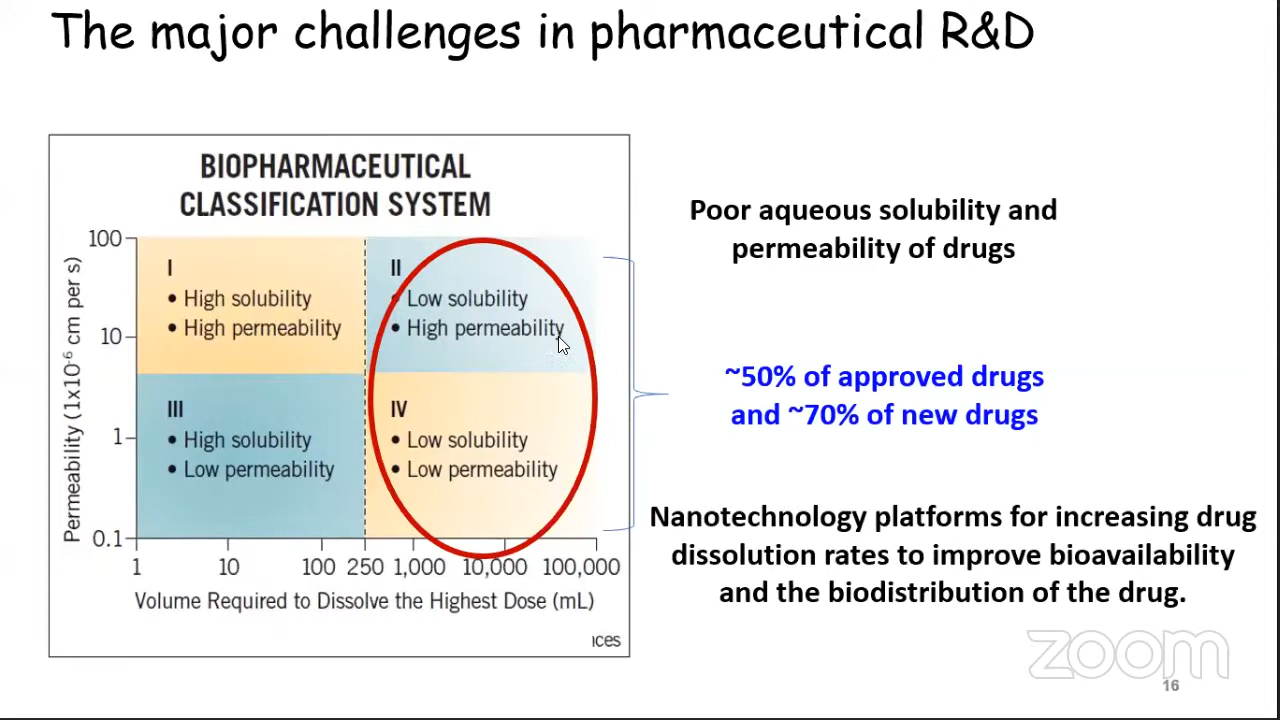 The major challenges in pharmaceutical R&D
BIOPHARMACEUTICAL
CLASSIFICATION SYSTEM
100
10
1
0.1
Permeability (1x10⁻⁶ cm per s)
I
• High solubility
• High permeability
II
• Low solubility
• High permeability
III
• High solubility
• Low permeability
IV
• Low solubility
• Low permeability
1 10 100 250 1,000 10,000 100,000
Volume Required to Dissolve the Highest Dose (mL)
Poor aqueous solubility and
permeability of drugs
~50% of approved drugs
and ~70% of new drugs
Nanotechnology platforms for increasing drug
dissolution rates to improve bioavailability
and the biodistribution of the drug.
zoom
16